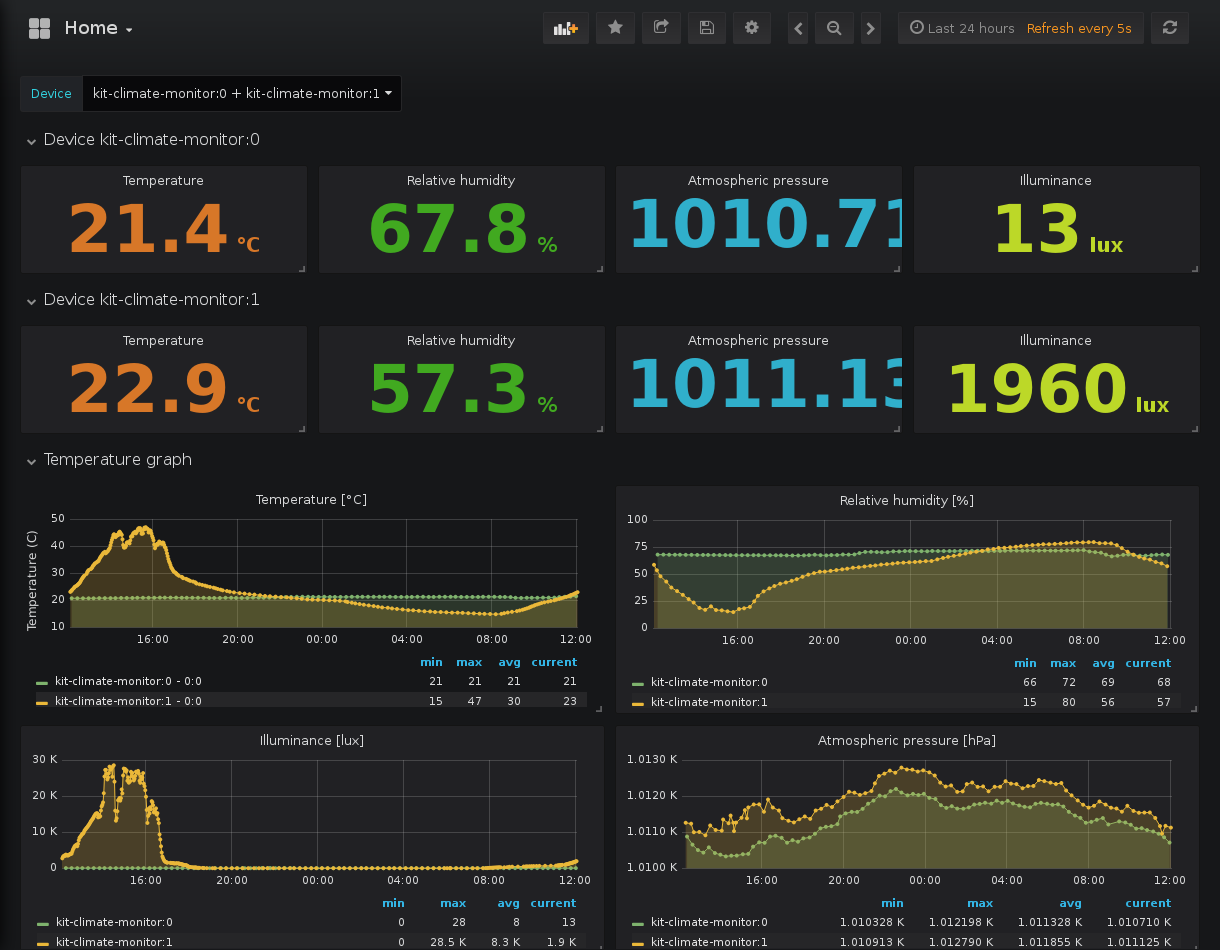 Home
Last 24 hours Refresh every 5s
Device kit-climate-monitor:0 + kit-climate-monitor:1
Device kit-climate-monitor:0
Temperature Relative humidity Atmospheric pressure Illuminance
21.4 °C 67.8 % 1010.71 13 lux
Device kit-climate-monitor:1
Temperature Relative humidity Atmospheric pressure Illuminance
22.9 °C 57.3 % 1011.13 1960 lux
Temperature graph
Temperature [°C]
Temperature (C)
50
40
30
20
10
16:00 20:00 00:00 04:00 08:00 12:00
min max avg current
kit-climate-monitor:0 - 0:0 21 21 21 21
kit-climate-monitor:1 - 0:0 15 47 30 23
Relative humidity [%]
100
75
50
25
0
16:00 20:00 00:00 04:00 08:00 12:00
min max avg current
kit-climate-monitor:0 66 72 69 68
kit-climate-monitor:1 15 80 56 57
Illuminance [lux]
30 K
20 K
10 K
0
16:00 20:00 00:00 04:00 08:00 12:00
min max avg current
kit-climate-monitor:0 0 28 8 13
kit-climate-monitor:1 0 28.5 K 8.3 K 1.9 K
Atmospheric pressure [hPa]
1.0130 K
1.0120 K
1.0110 K
1.0100 K
16:00 20:00 00:00 04:00 08:00 12:00
min max avg current
kit-climate-monitor:0 1.010328 K 1.012198 K 1.011328 K 1.010710 K
kit-climate-monitor:1 1.010913 K 1.012790 K 1.011855 K 1.011125 K